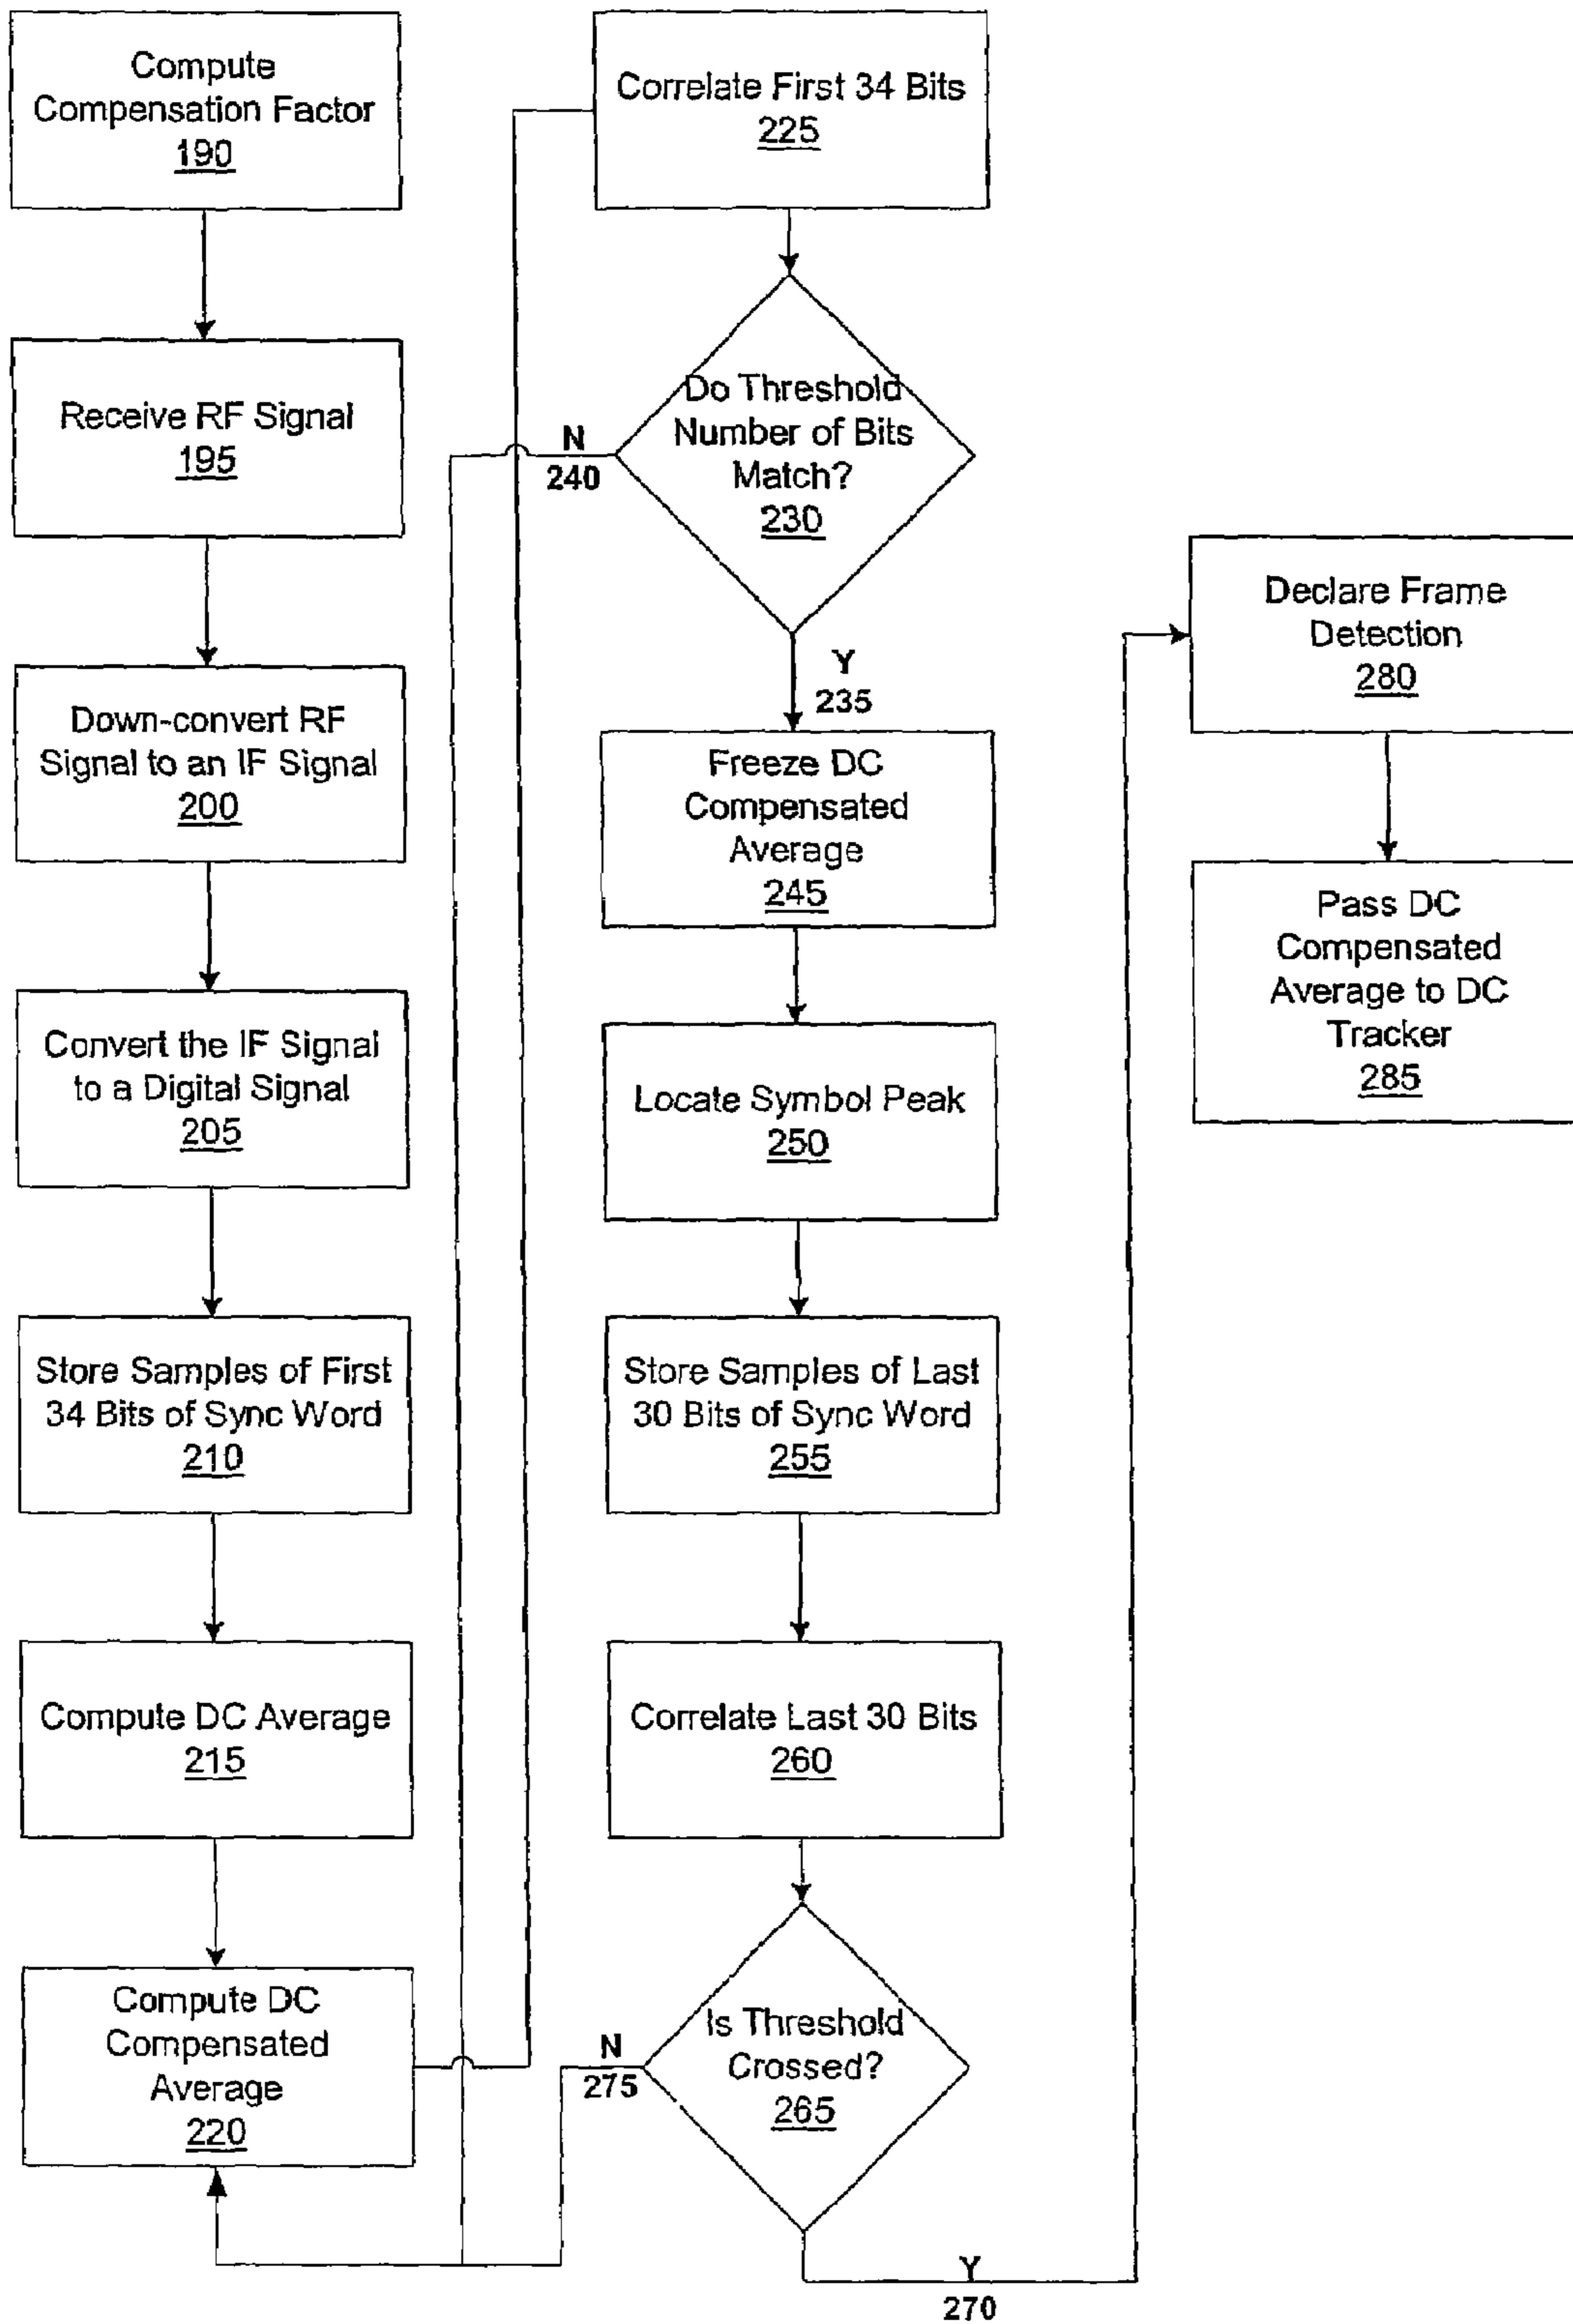 Compute
Compensation Factor
190
Receive RF Signal
195
Down-convert RF
Signal to an IF Signal
200
Convert the IF Signal
to a Digital Signal
205
Store Samples of First
34 Bits of Sync Word
210
Compute DC Average
215
Compute DC
Compensated
Average
220
Correlate First 34 Bits
225
Do Threshold
Number of Bits
Match?
230
N
240
Y
235
Freeze DC
Compensated
Average
245
Locate Symbol Peak
250
Store Samples of Last
30 Bits of Sync Word
255
Correlate Last 30 Bits
260
Is Threshold
Crossed?
265
N
275
Y
270
Declare Frame
Detection
280
Pass DC
Compensated
Average to DC
Tracker
285